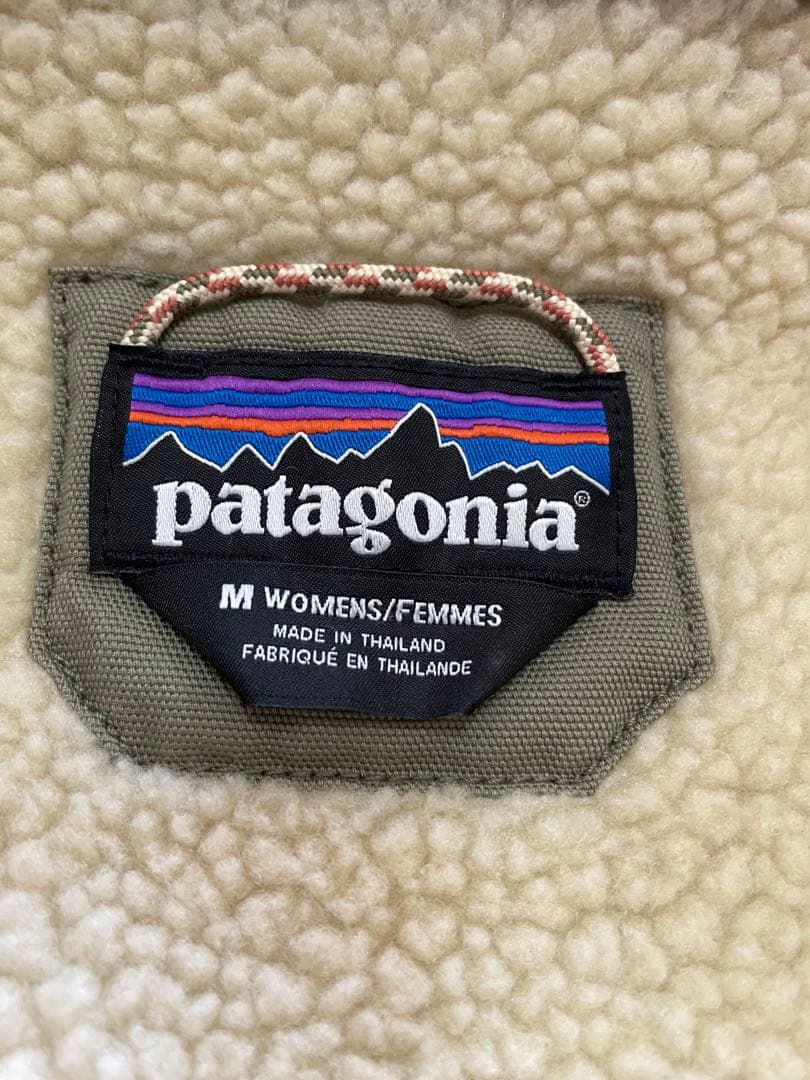 patagonia®
M WOMENS/FEMMES
MADE IN THAILAND
FABRIQUÉ EN THAILANDE